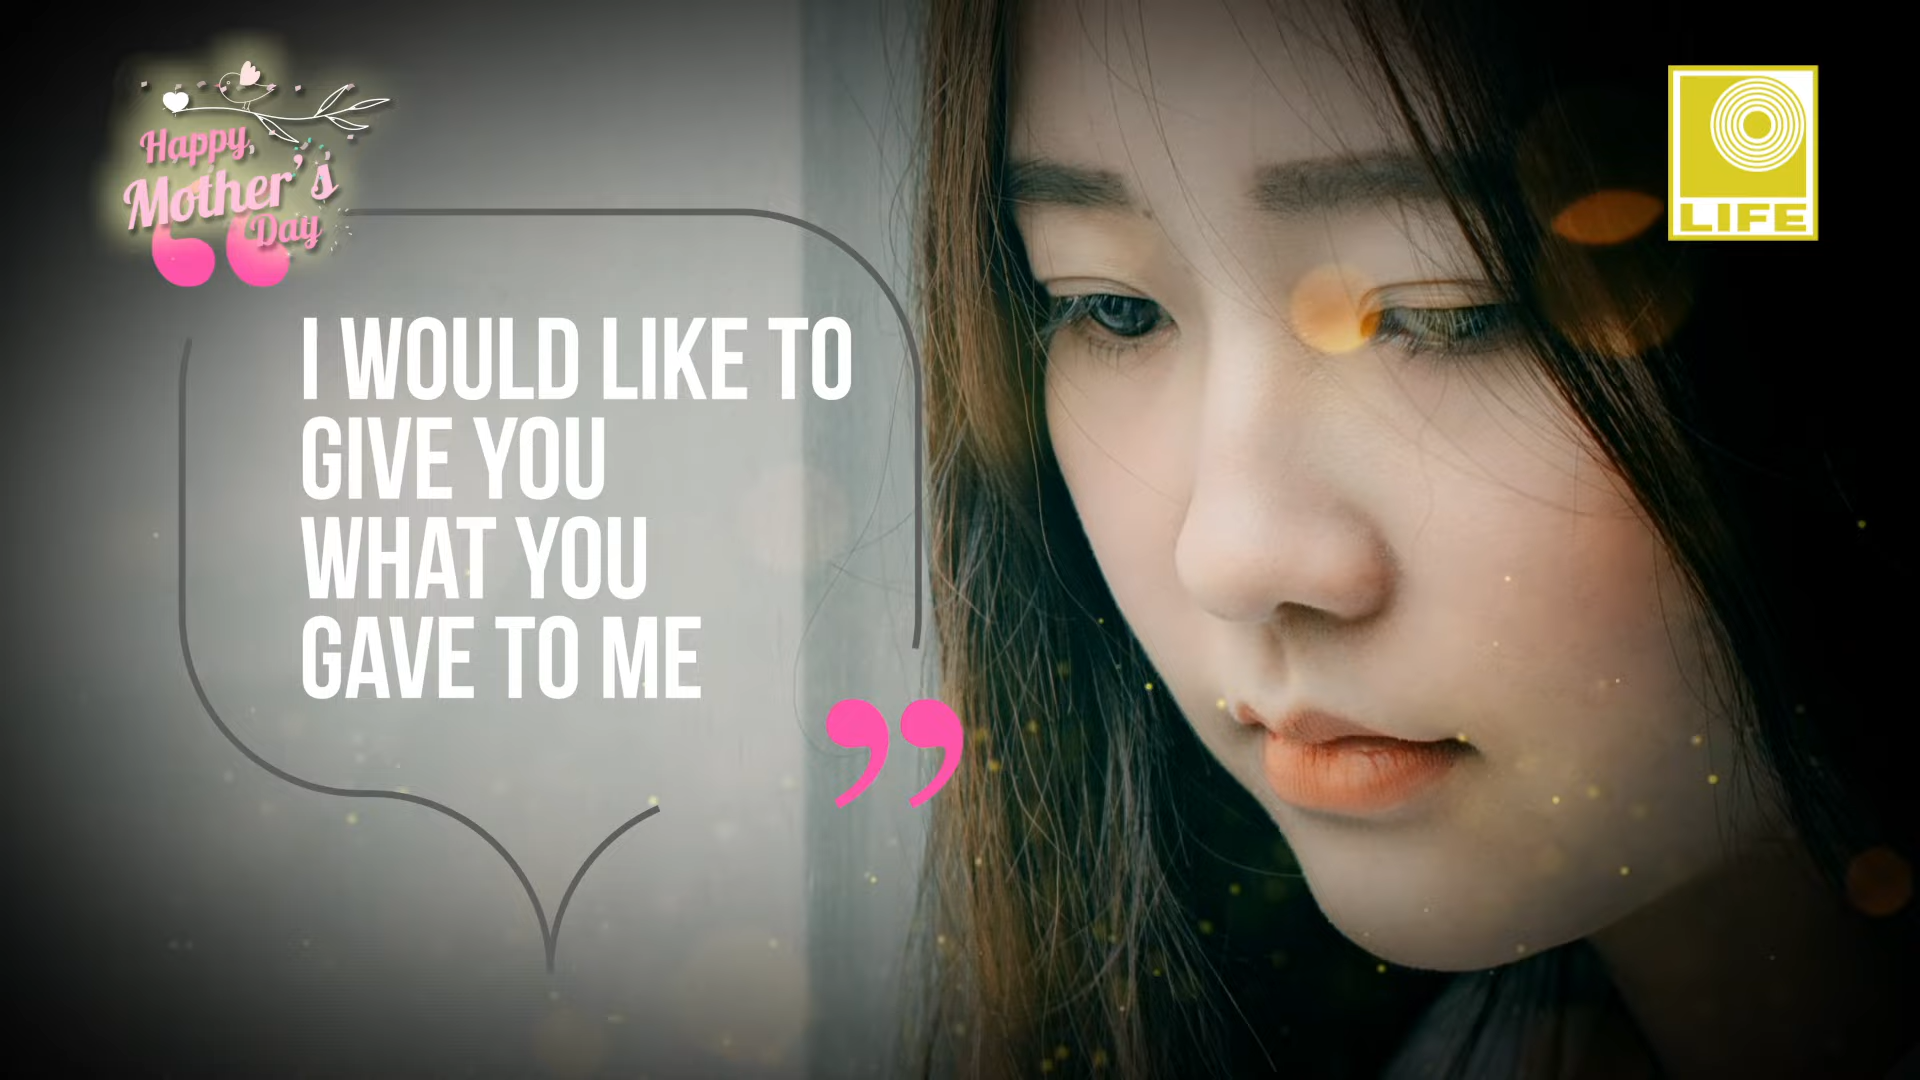 Happy
Mother's
Day
LIFE
I WOULD LIKE TO
GIVE YOU
WHAT YOU
GAVE TO ME